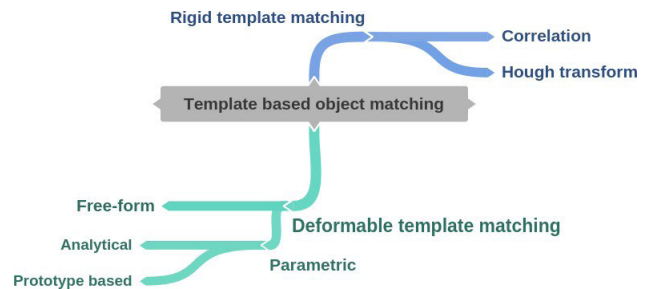 Rigid template matching
Correlation
Hough transform
Template based object matching
Free-form
Deformable template matching
Analytical
Parametric
Prototype based